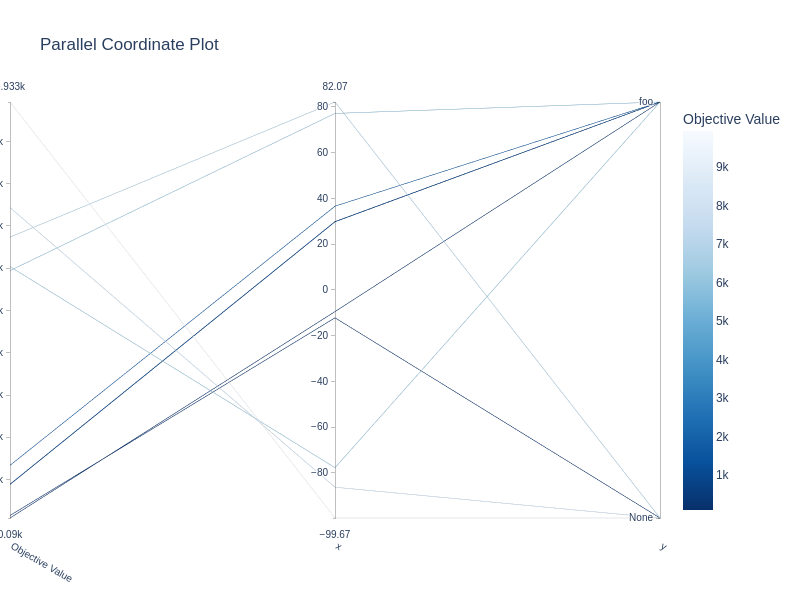 Parallel Coordinate Plot
.933k
82.07
80
60
40
20
0
−20
−40
−60
−80
−99.67
foo
None
k
k
k
k
k
k
k
k
k
0.09k
Objective Value
x
y
Objective Value
9k
8k
7k
6k
5k
4k
3k
2k
1k